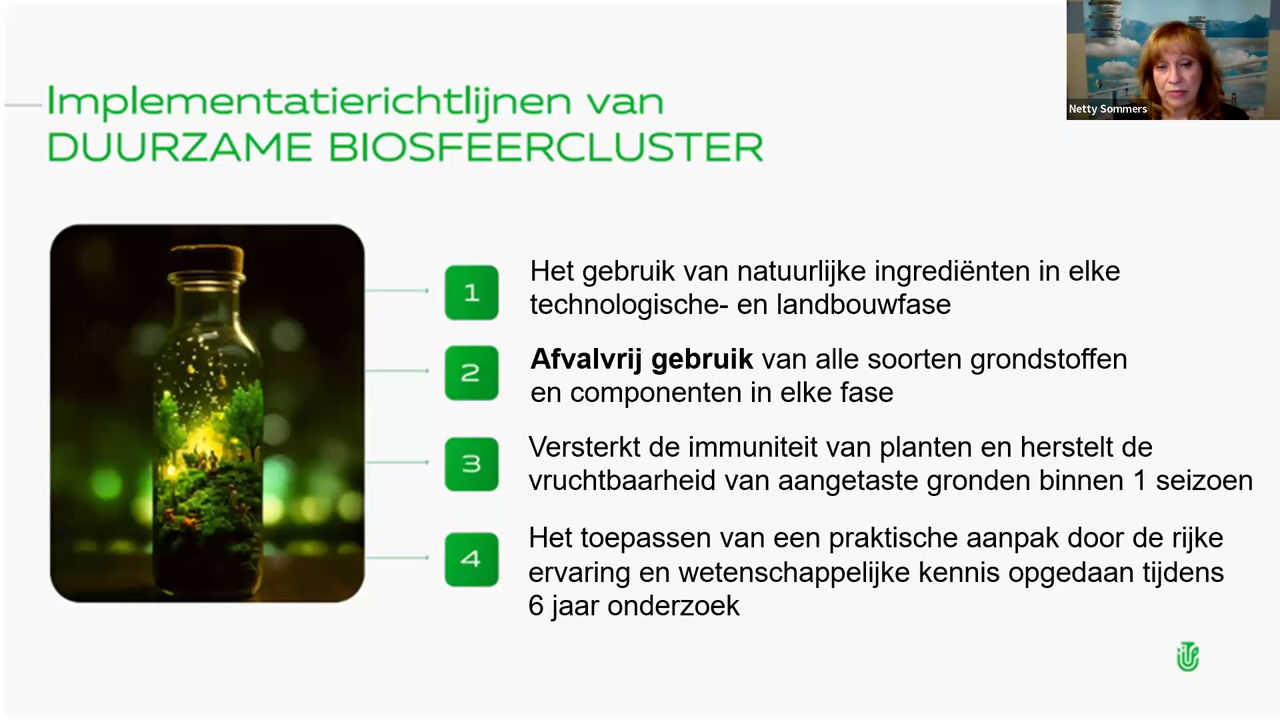 Netty Sommers
Implementatierichtlijnen van
DUURZAME BIOSFEERCLUSTER
1
Het gebruik van natuurlijke ingrediënten in elke
technologische- en landbouwfase
2
Afvalvrij gebruik van alle soorten grondstoffen
en componenten in elke fase
3
Versterkt de immuniteit van planten en herstelt de
vruchtbaarheid van aangetaste gronden binnen 1 seizoen
4
Het toepassen van een praktische aanpak door de rijke
ervaring en wetenschappelijke kennis opgedaan tijdens
6 jaar onderzoek